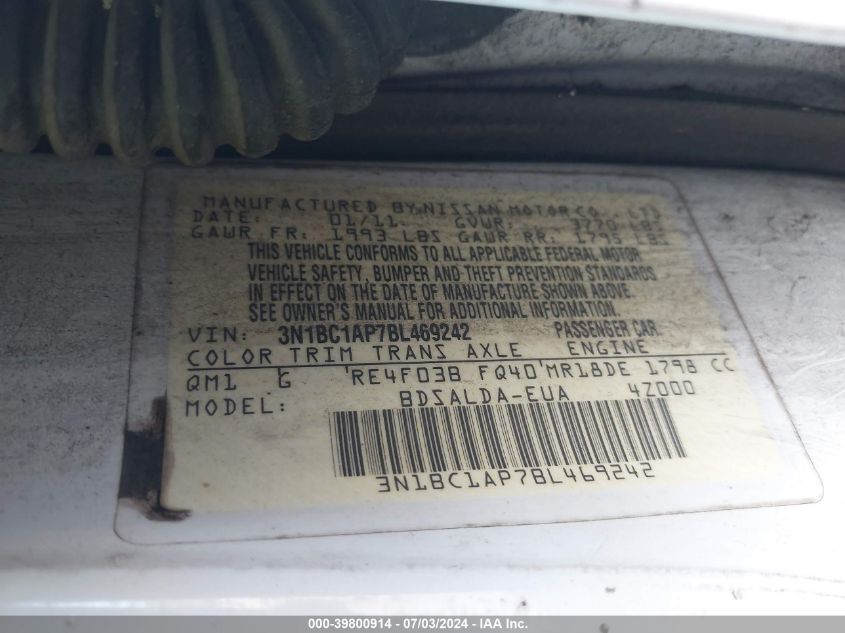 MANUFACTURED BY NISSAN MOTOR CO., LTD
DATE: 01/11 GVWR: 3770 LBS
GAWR FR: 1993 LBS GAWR RR: 1795 LBS
THIS VEHICLE CONFORMS TO ALL APPLICABLE FEDERAL MOTOR
VEHICLE SAFETY, BUMPER AND THEFT PREVENTION STANDARDS
IN EFFECT ON THE DATE OF MANUFACTURE SHOWN ABOVE.
SEE OWNER'S MANUAL FOR ADDITIONAL INFORMATION.
VIN: 3N1BC1AP7BL469242 PASSENGER CAR
COLOR TRIM TRANS AXLE ENGINE
QM1 G RE4F03B FQ40 MR18DE 1798 CC
MODEL: BDSALDA-EUA 4Z000
3N1BC1AP7BL469242
000-39800914 - 07/03/2024 - IAA Inc.